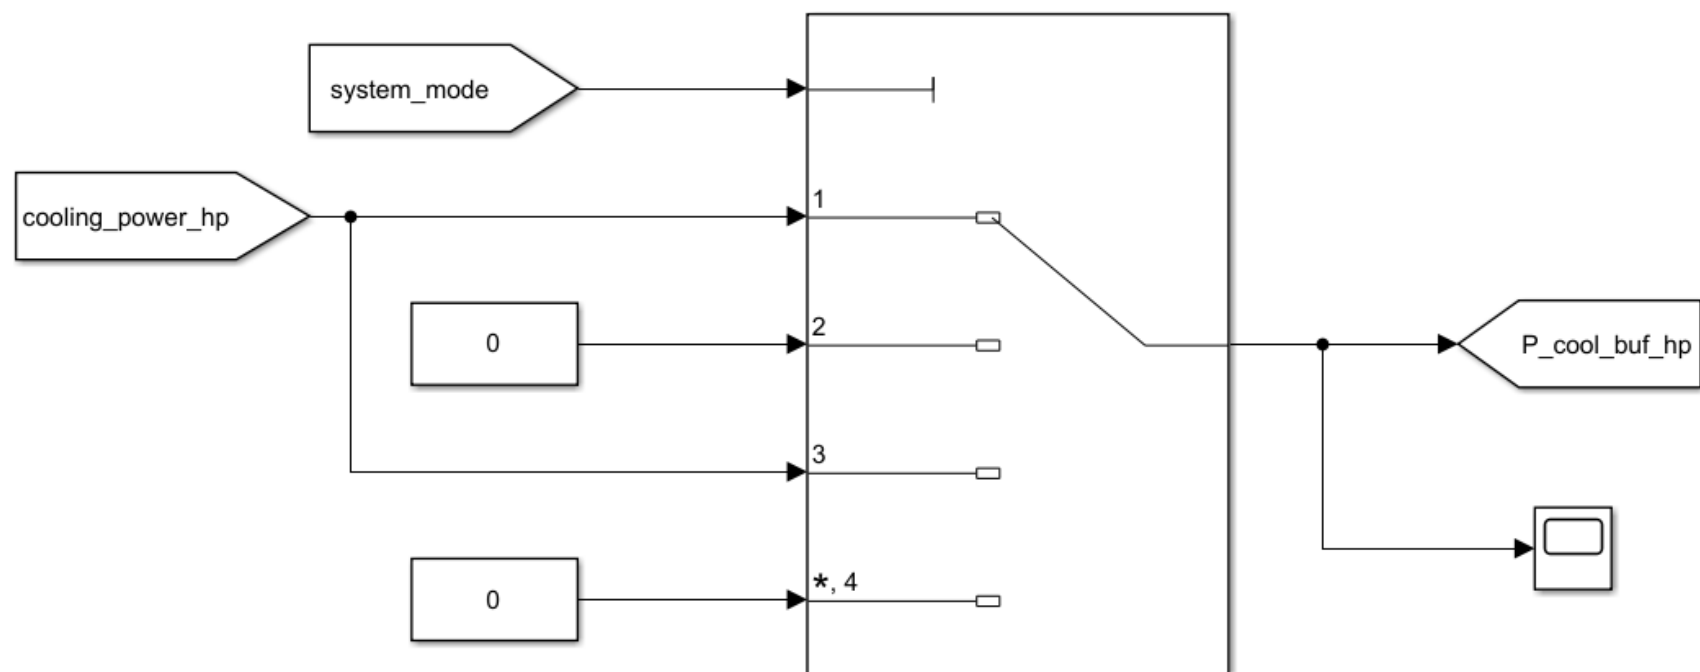 system_mode
cooling_power_hp
1
0
2
P_cool_buf_hp
3
0
*, 4